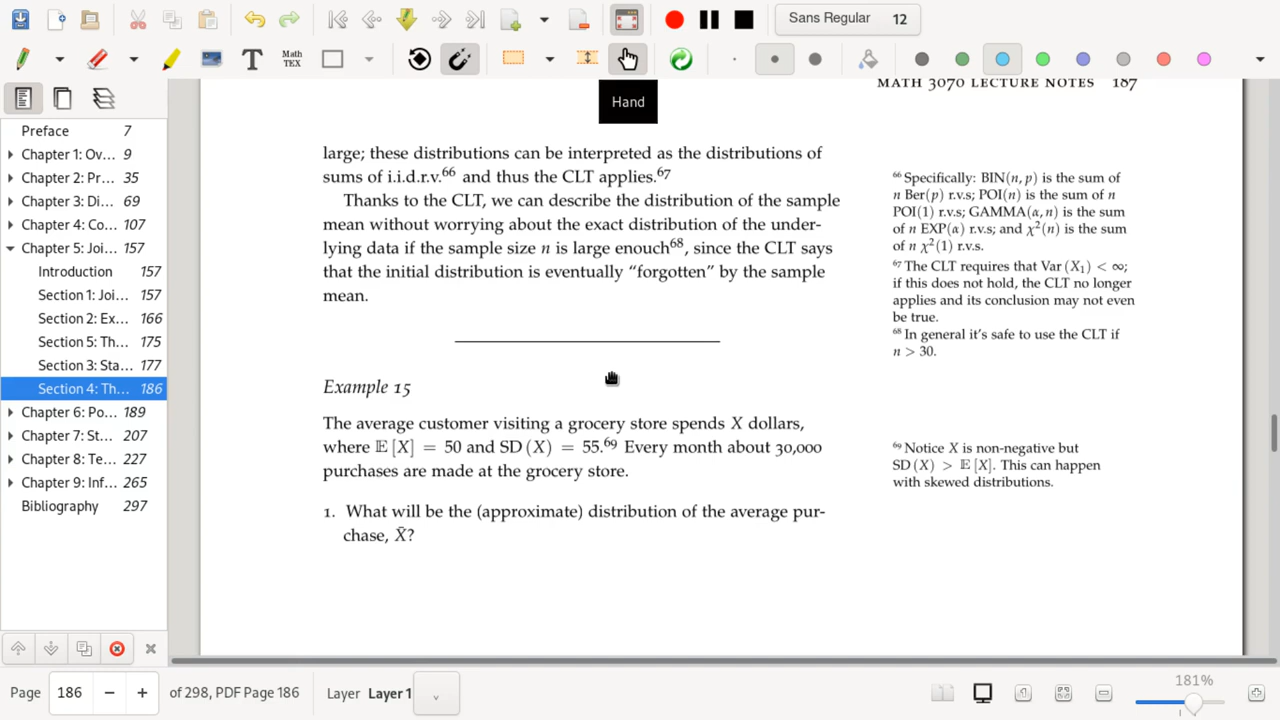 Sans Regular 12
Math
TEX
Hand
Preface 7
Chapter 1: Ov... 9
Chapter 2: Pr... 35
Chapter 3: Di... 69
Chapter 4: Co... 107
Chapter 5: Joi... 157
Introduction 157
Section 1: Joi... 157
Section 2: Ex... 166
Section 5: Th... 175
Section 3: Sta... 177
Section 4: Th... 186
Chapter 6: Po... 189
Chapter 7: St... 207
Chapter 8: Te... 227
Chapter 9: Inf... 265
Bibliography 297
MATH 3070 LECTURE NOTES 187
large; these distributions can be interpreted as the distributions of
sums of i.i.d.r.v.⁶⁶ and thus the CLT applies.⁶⁷
Thanks to the CLT, we can describe the distribution of the sample
mean without worrying about the exact distribution of the under-
lying data if the sample size n is large enouch⁶⁸, since the CLT says
that the initial distribution is eventually “forgotten” by the sample
mean.
Example 15
The average customer visiting a grocery store spends X dollars,
where 𝔼 [X] = 50 and SD (X) = 55.⁶⁹ Every month about 30,000
purchases are made at the grocery store.
1. What will be the (approximate) distribution of the average pur-
chase, X̄?
⁶⁶ Specifically: BIN(n, p) is the sum of
n Ber(p) r.v.s; POI(n) is the sum of n
POI(1) r.v.s; GAMMA(α, n) is the sum
of n EXP(α) r.v.s; and χ²(n) is the sum
of n χ²(1) r.v.s.
⁶⁷ The CLT requires that Var (X₁) < ∞;
if this does not hold, the CLT no longer
applies and its conclusion may not even
be true.
⁶⁸ In general it’s safe to use the CLT if
n > 30.
⁶⁹ Notice X is non-negative but
SD (X) > 𝔼 [X]. This can happen
with skewed distributions.
Page 186 of 298, PDF Page 186 Layer Layer 1 181%